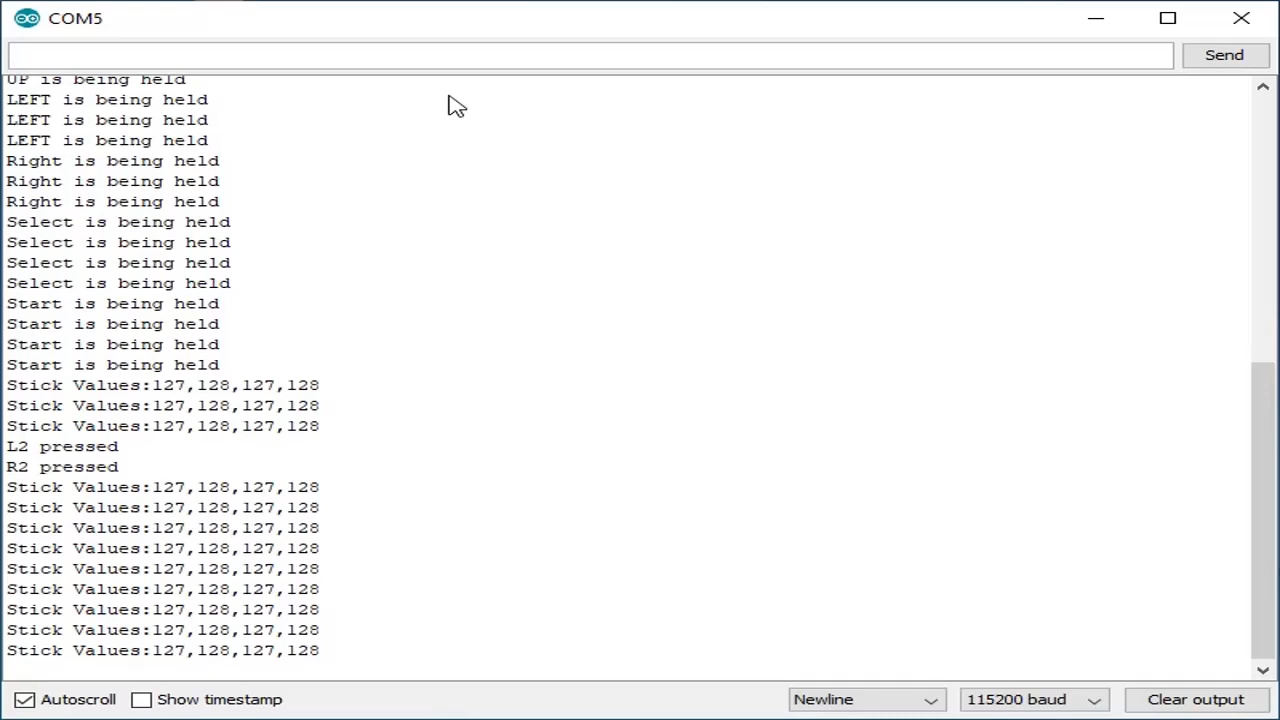 COM5
Send
UP is being held
LEFT is being held
LEFT is being held
LEFT is being held
Right is being held
Right is being held
Right is being held
Select is being held
Select is being held
Select is being held
Select is being held
Start is being held
Start is being held
Start is being held
Start is being held
Stick Values:127,128,127,128
Stick Values:127,128,127,128
Stick Values:127,128,127,128
L2 pressed
R2 pressed
Stick Values:127,128,127,128
Stick Values:127,128,127,128
Stick Values:127,128,127,128
Stick Values:127,128,127,128
Stick Values:127,128,127,128
Stick Values:127,128,127,128
Stick Values:127,128,127,128
Stick Values:127,128,127,128
Stick Values:127,128,127,128
Autoscroll Show timestamp Newline 115200 baud Clear output